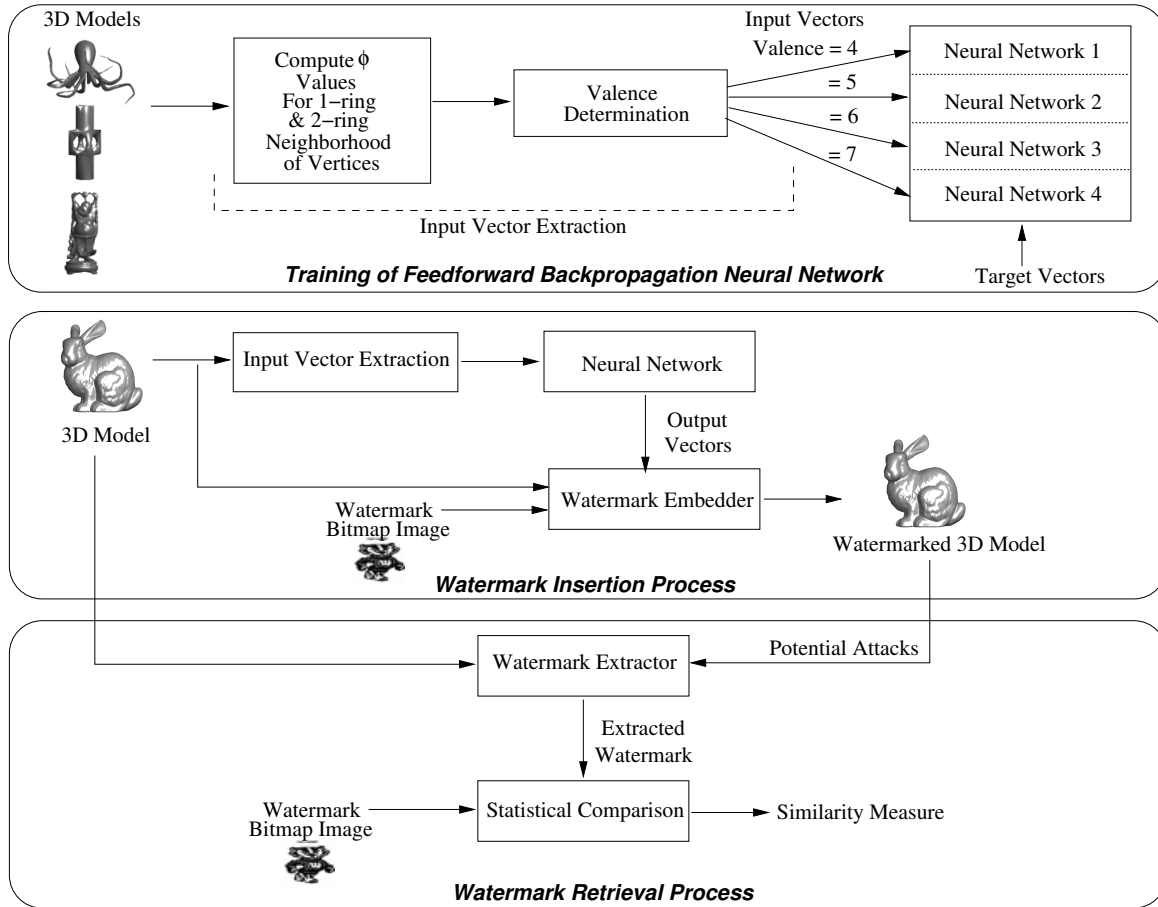 3D Models
Compute ϕ
Values
For 1-ring
& 2-ring
Neighborhood
of Vertices
Valence
Determination
Input Vectors
Valence = 4
= 5
= 6
= 7
Neural Network 1
Neural Network 2
Neural Network 3
Neural Network 4
Input Vector Extraction
Target Vectors
Training of Feedforward Backpropagation Neural Network
3D Model
Input Vector Extraction
Neural Network
Output
Vectors
Watermark
Bitmap Image
Watermark Embedder
Watermarked 3D Model
Watermark Insertion Process
Watermark Extractor
Potential Attacks
Extracted
Watermark
Watermark
Bitmap Image
Statistical Comparison
Similarity Measure
Watermark Retrieval Process